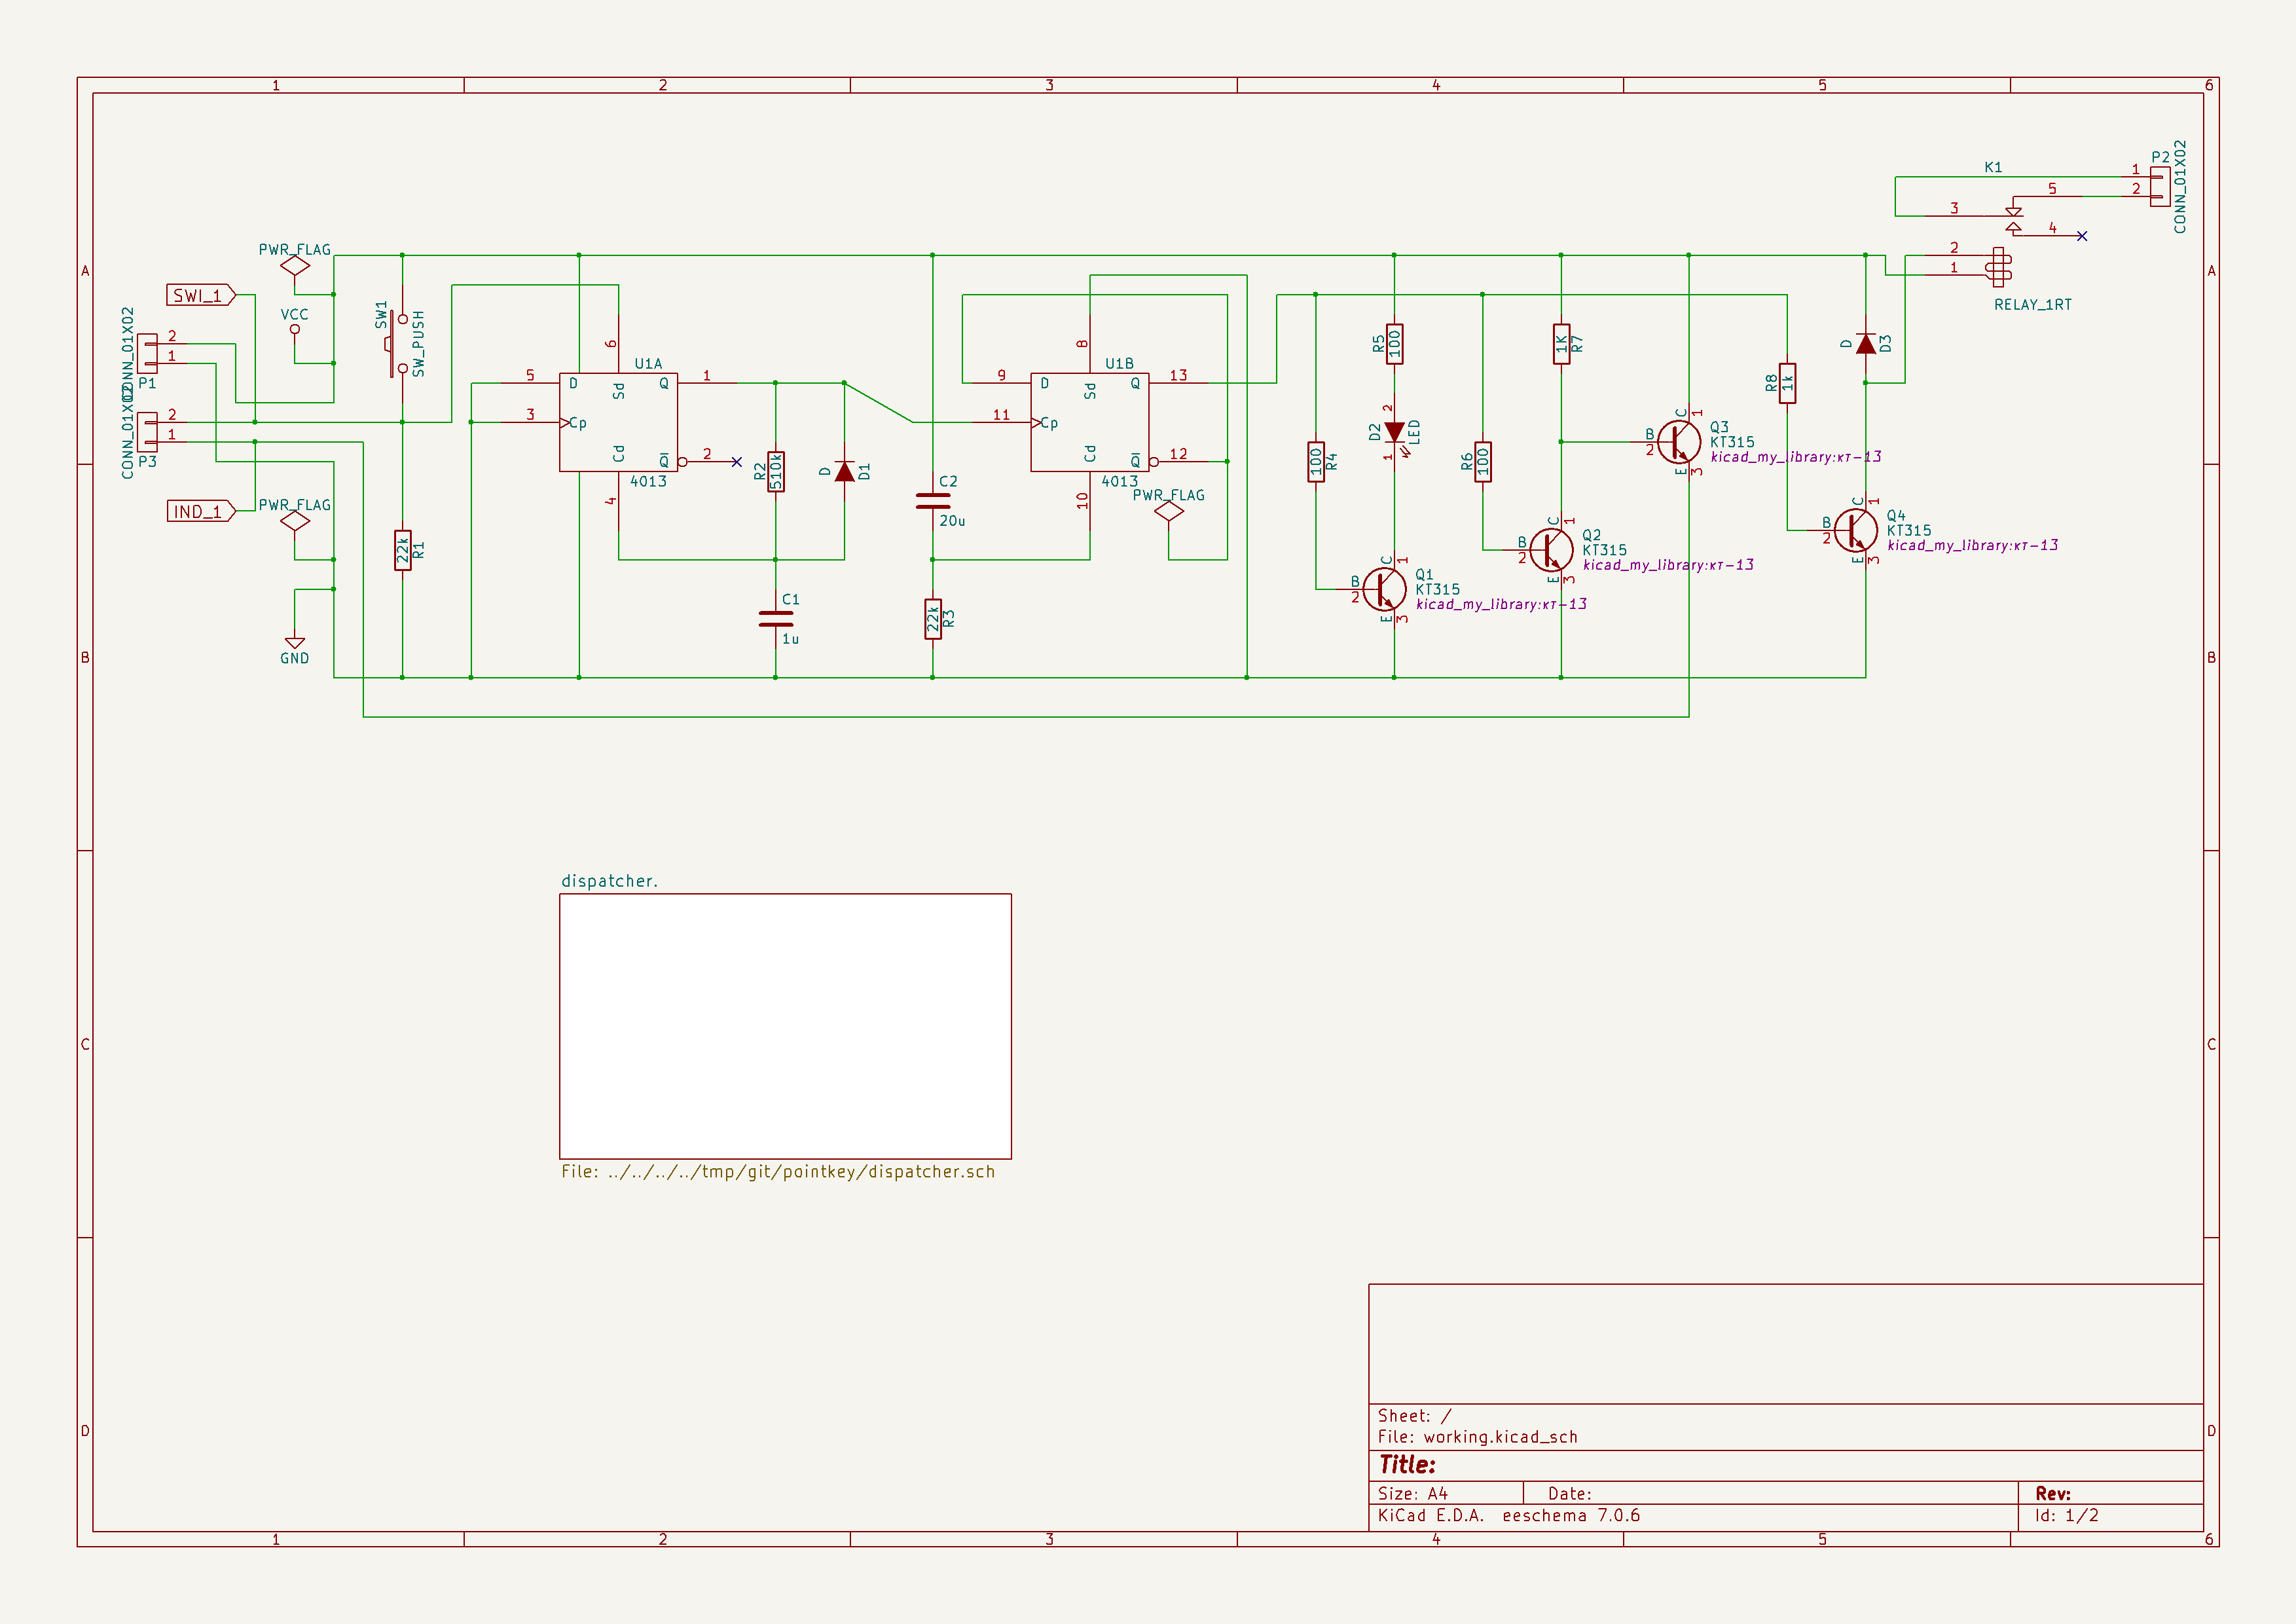 1 2 3 4 5 6
A
B
C
D
A
B
C
D
PWR_FLAG
SWI_1
VCC
CONN_01X02
2
1
P1
CONN_01X02
2
1
P3
IND_1
PWR_FLAG
GND
SW1
SW_PUSH
22k
R1
U1A
5 D
3 Cp
6
Sd
Q 1
Q 2
Cd
4
4013
R2
510k
D
D1
C1
1u
C2
20u
22k
R3
U1B
9 D
11 Cp
8
Sd
Q 13
Q 12
Cd
10
4013
PWR_FLAG
100
R4
R5
100
2
D2
LED
1
B
2
C
1
E
3
Q1
KT315
kicad_my_library:кт-13
R6
100
1K
R7
B
2
C
1
E
3
Q2
KT315
kicad_my_library:кт-13
B
2
C
1
E
3
Q3
KT315
kicad_my_library:кт-13
R8
1k
D
D3
B
2
C
1
E
3
Q4
KT315
kicad_my_library:кт-13
K1
3
5
4
2
1
RELAY_1RT
P2
1
2
CONN_01X02
dispatcher.
File: ../../../../tmp/git/pointkey/dispatcher.sch
Sheet: /
File: working.kicad_sch
Title:
Size: A4 Date: Rev:
KiCad E.D.A. eeschema 7.0.6 Id: 1/2
1 2 3 4 5 6